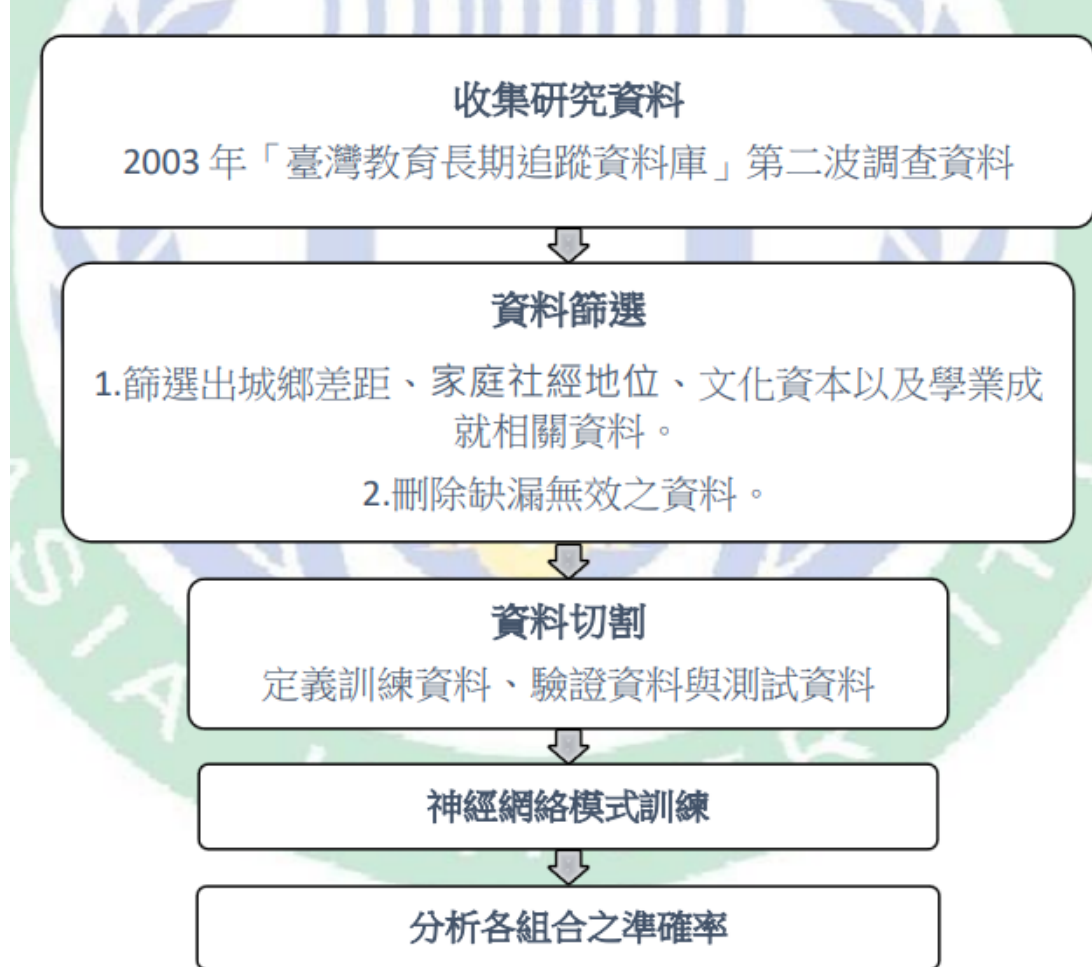 收集研究資料
2003 年「臺灣教育長期追蹤資料庫」第二波調查資料
資料篩選
1.篩選出城鄉差距、家庭社經地位、文化資本以及學業成
就相關資料。
2.刪除缺漏無效之資料。
資料切割
定義訓練資料、驗證資料與測試資料
神經網絡模式訓練
分析各組合之準確率
ASIA